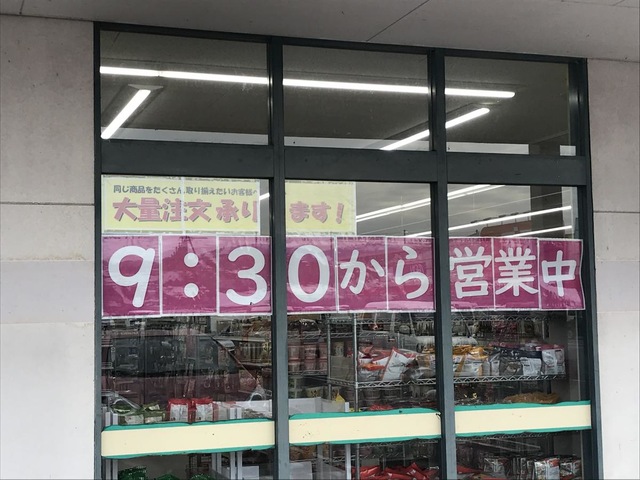 同じ商品をたくさん取り揃えたいお客様へ
大量注文承ります!
9:30から営業中